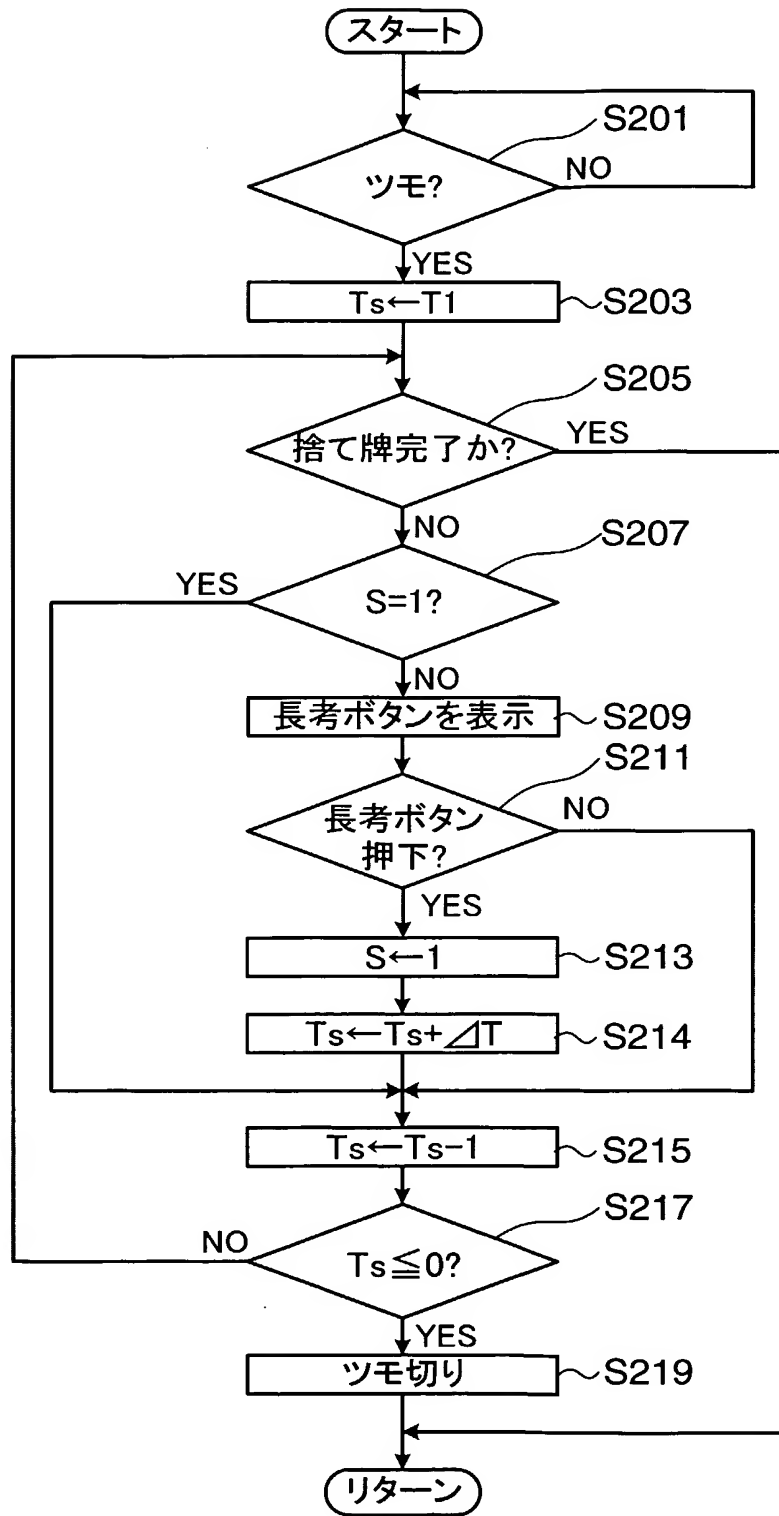 スタート
S201
ツモ?
NO
YES
Ts←T1
S203
S205
捨て牌完了か?
YES
NO
S207
YES
S=1?
NO
長考ボタンを表示
S209
S211
NO
長考ボタン
押下?
YES
S←1
S213
Ts←Ts+⊿T
S214
Ts←Ts-1
S215
S217
NO
Ts≦0?
YES
ツモ切り
S219
リターン